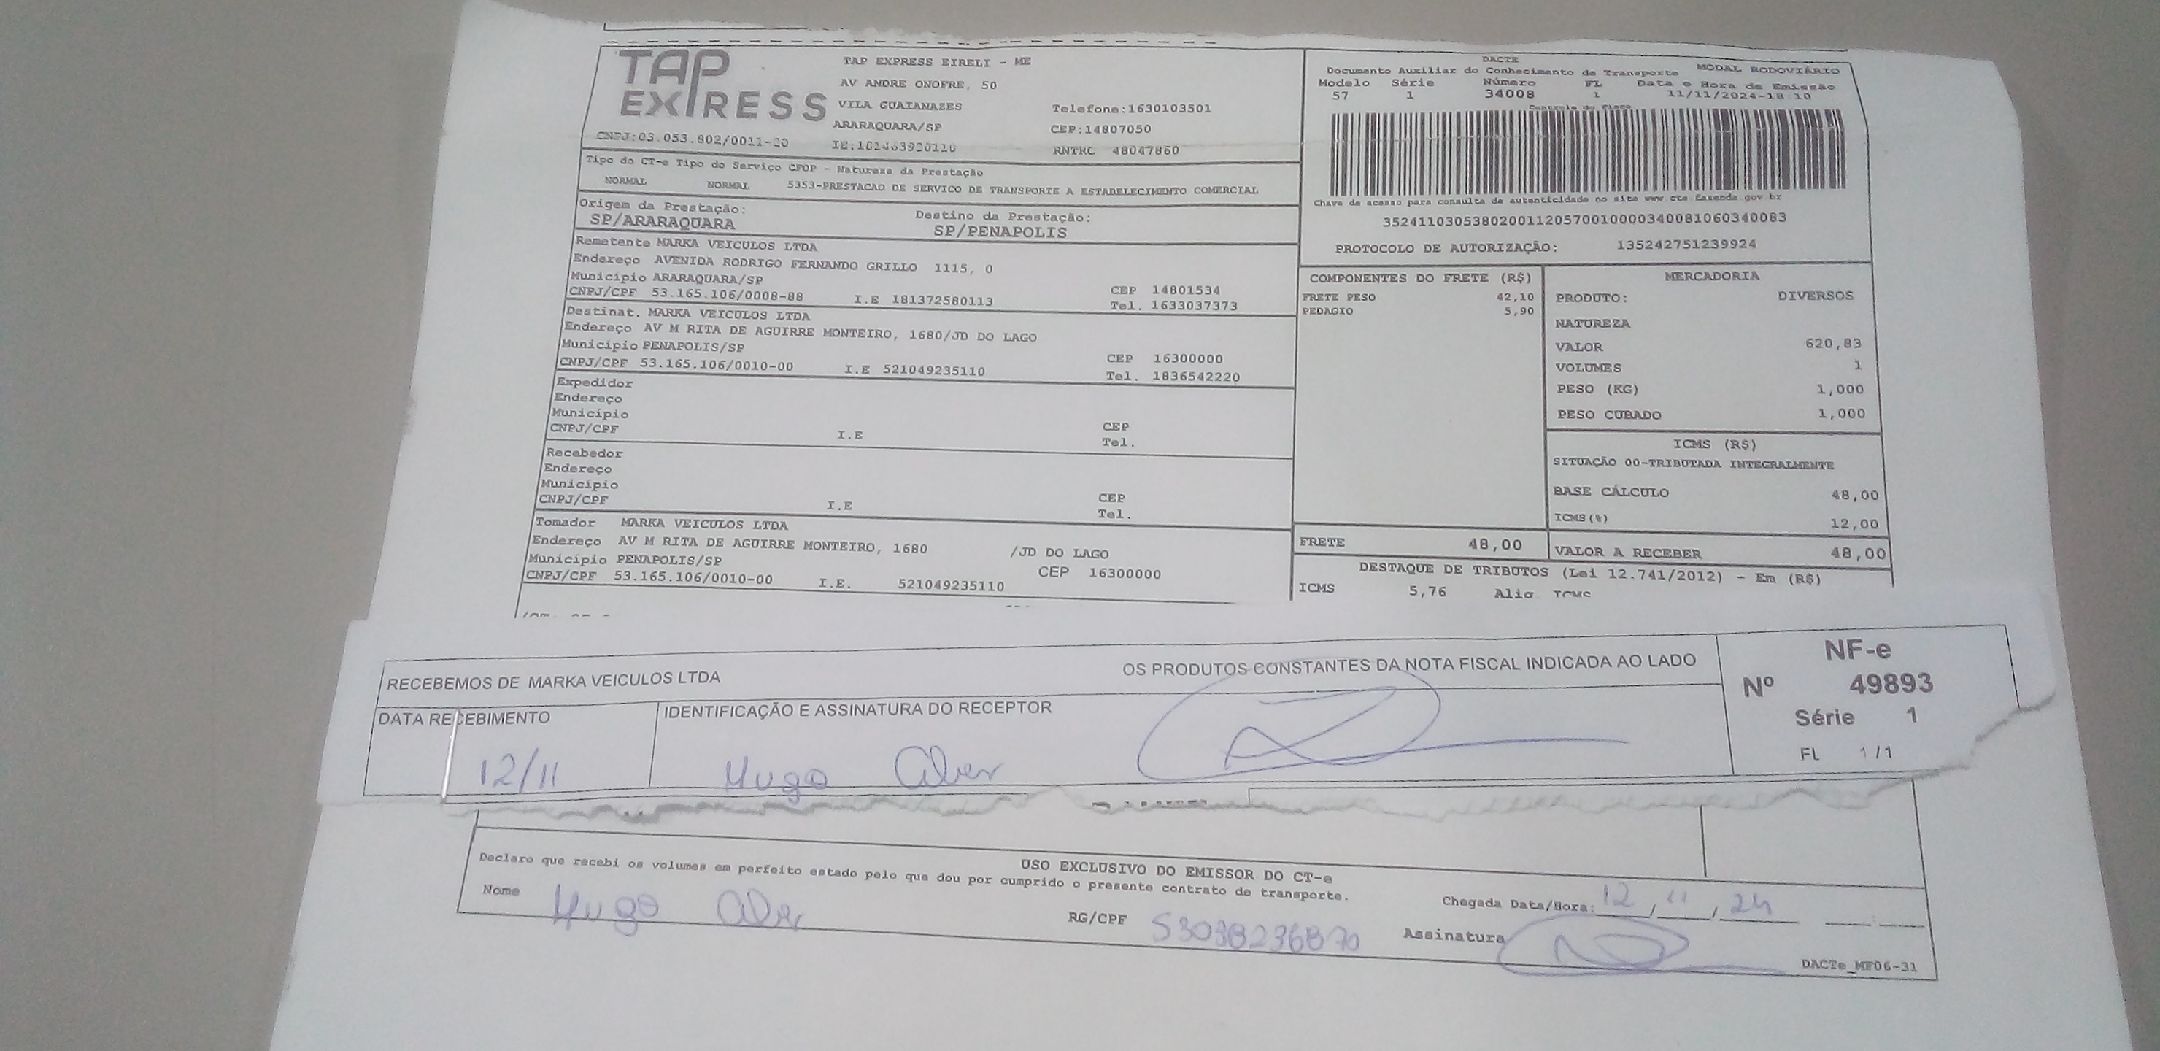 TAP EXPRESS
TAP EXPRESS EIRELI - ME
AV ANDRE ONOFRE, 50
VILA GUAIANAZES
Telefone:1630103501
ARARAQUARA/SP
CEP:14807050
CNPJ:03.053.802/0011-20
IE:181463920110
RNTRC 48047860
DACTE
Documento Auxiliar do Conhecimento de Transporte MODAL RODOVIÁRIO
Modelo Série Número FL Data e Hora de Emissão
57 1 34008 1 11/11/2024-18:10
Controle do Fisco
Chave de acesso para consulta de autenticidade no site www.cte.fazenda.gov.br
35241103053802001120570010000340081060340083
PROTOCOLO DE AUTORIZAÇÃO: 135242751239924
Tipo do CT-e Tipo do Serviço CFOP - Natureza da Prestação
NORMAL NORMAL 5353-PRESTACAO DE SERVICO DE TRANSPORTE A ESTABELECIMENTO COMERCIAL
Origem da Prestação: Destino da Prestação:
SP/ARARAQUARA SP/PENAPOLIS
Remetente MARKA VEICULOS LTDA
Endereço AVENIDA RODRIGO FERNANDO GRILLO 1115, 0
Município ARARAQUARA/SP CEP 14801534
CNPJ/CPF 53.165.106/0008-88 I.E 181372580113 Tel. 1633037373
Destinat. MARKA VEICULOS LTDA
Endereço AV M RITA DE AGUIRRE MONTEIRO, 1680/JD DO LAGO
Município PENAPOLIS/SP CEP 16300000
CNPJ/CPF 53.165.106/0010-00 I.E 521049235110 Tel. 1836542220
Expedidor
Endereço
Município CEP
CNPJ/CPF I.E Tel.
Recebedor
Endereço
Município CEP
CNPJ/CPF I.E Tel.
Tomador MARKA VEICULOS LTDA
Endereço AV M RITA DE AGUIRRE MONTEIRO, 1680 /JD DO LAGO
Município PENAPOLIS/SP CEP 16300000
CNPJ/CPF 53.165.106/0010-00 I.E. 521049235110
COMPONENTES DO FRETE (R$)
FRETE PESO 42,10
PEDAGIO 5,90
FRETE 48,00
MERCADORIA
PRODUTO: DIVERSOS
NATUREZA
VALOR 620,83
VOLUMES 1
PESO (KG) 1,000
PESO CUBADO 1,000
ICMS (R$)
SITUAÇÃO 00-TRIBUTADA INTEGRALMENTE
BASE CÁLCULO 48,00
ICMS(%) 12,00
VALOR A RECEBER 48,00
DESTAQUE DE TRIBUTOS (Lei 12.741/2012) - Em (R$)
ICMS 5,76 Aliq. ICMS
RECEBEMOS DE MARKA VEICULOS LTDA OS PRODUTOS CONSTANTES DA NOTA FISCAL INDICADA AO LADO
DATA RECEBIMENTO IDENTIFICAÇÃO E ASSINATURA DO RECEPTOR
12/11 Hugo
NF-e
Nº 49893
Série 1
FL 1/1
USO EXCLUSIVO DO EMISSOR DO CT-e
Declaro que recebi os volumes em perfeito estado pelo que dou por cumprido o presente contrato de transporte.
Nome Hugo RG/CPF 53038236870
Chegada Data/Hora: 12, 11, 24
Assinatura
DACTe_MF06-31